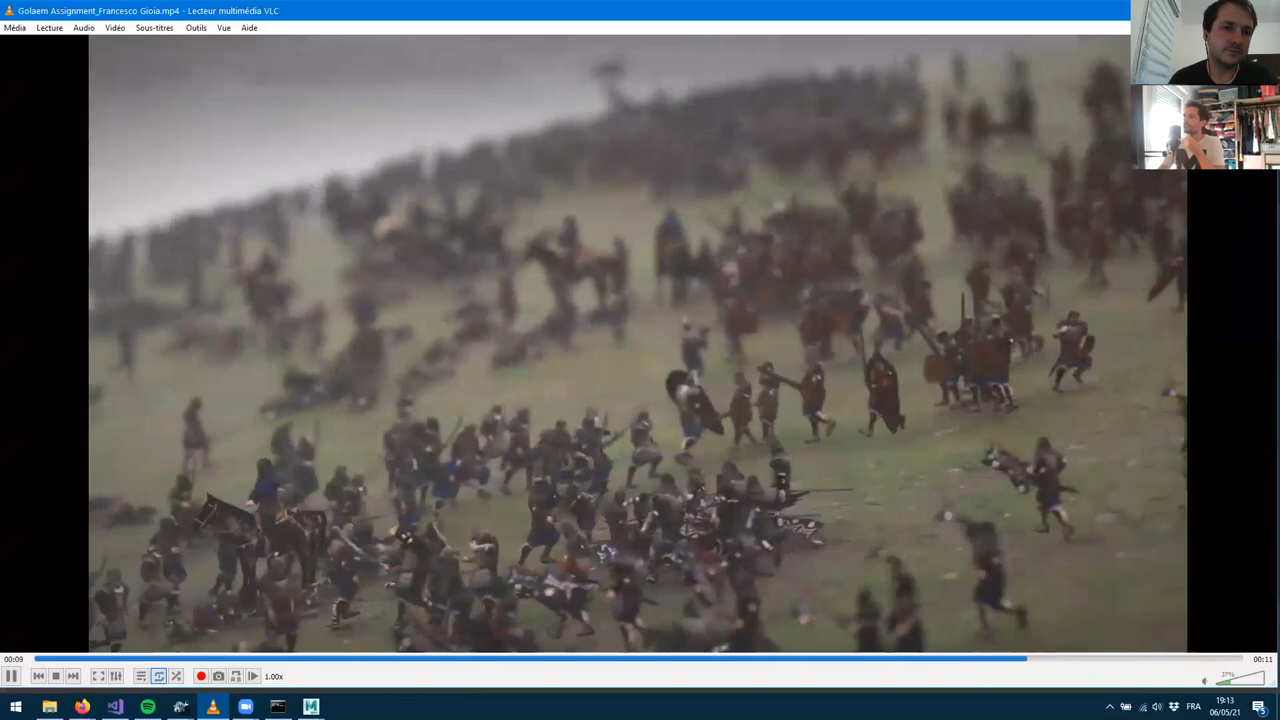 Golaem Assignment_Francesco Gioia.mp4 - Lecteur multimédia VLC
Média Lecture Audio Vidéo Sous-titres Outils Vue Aide
00:09
00:11
1.00x
37%
FRA
19:13
06/05/21